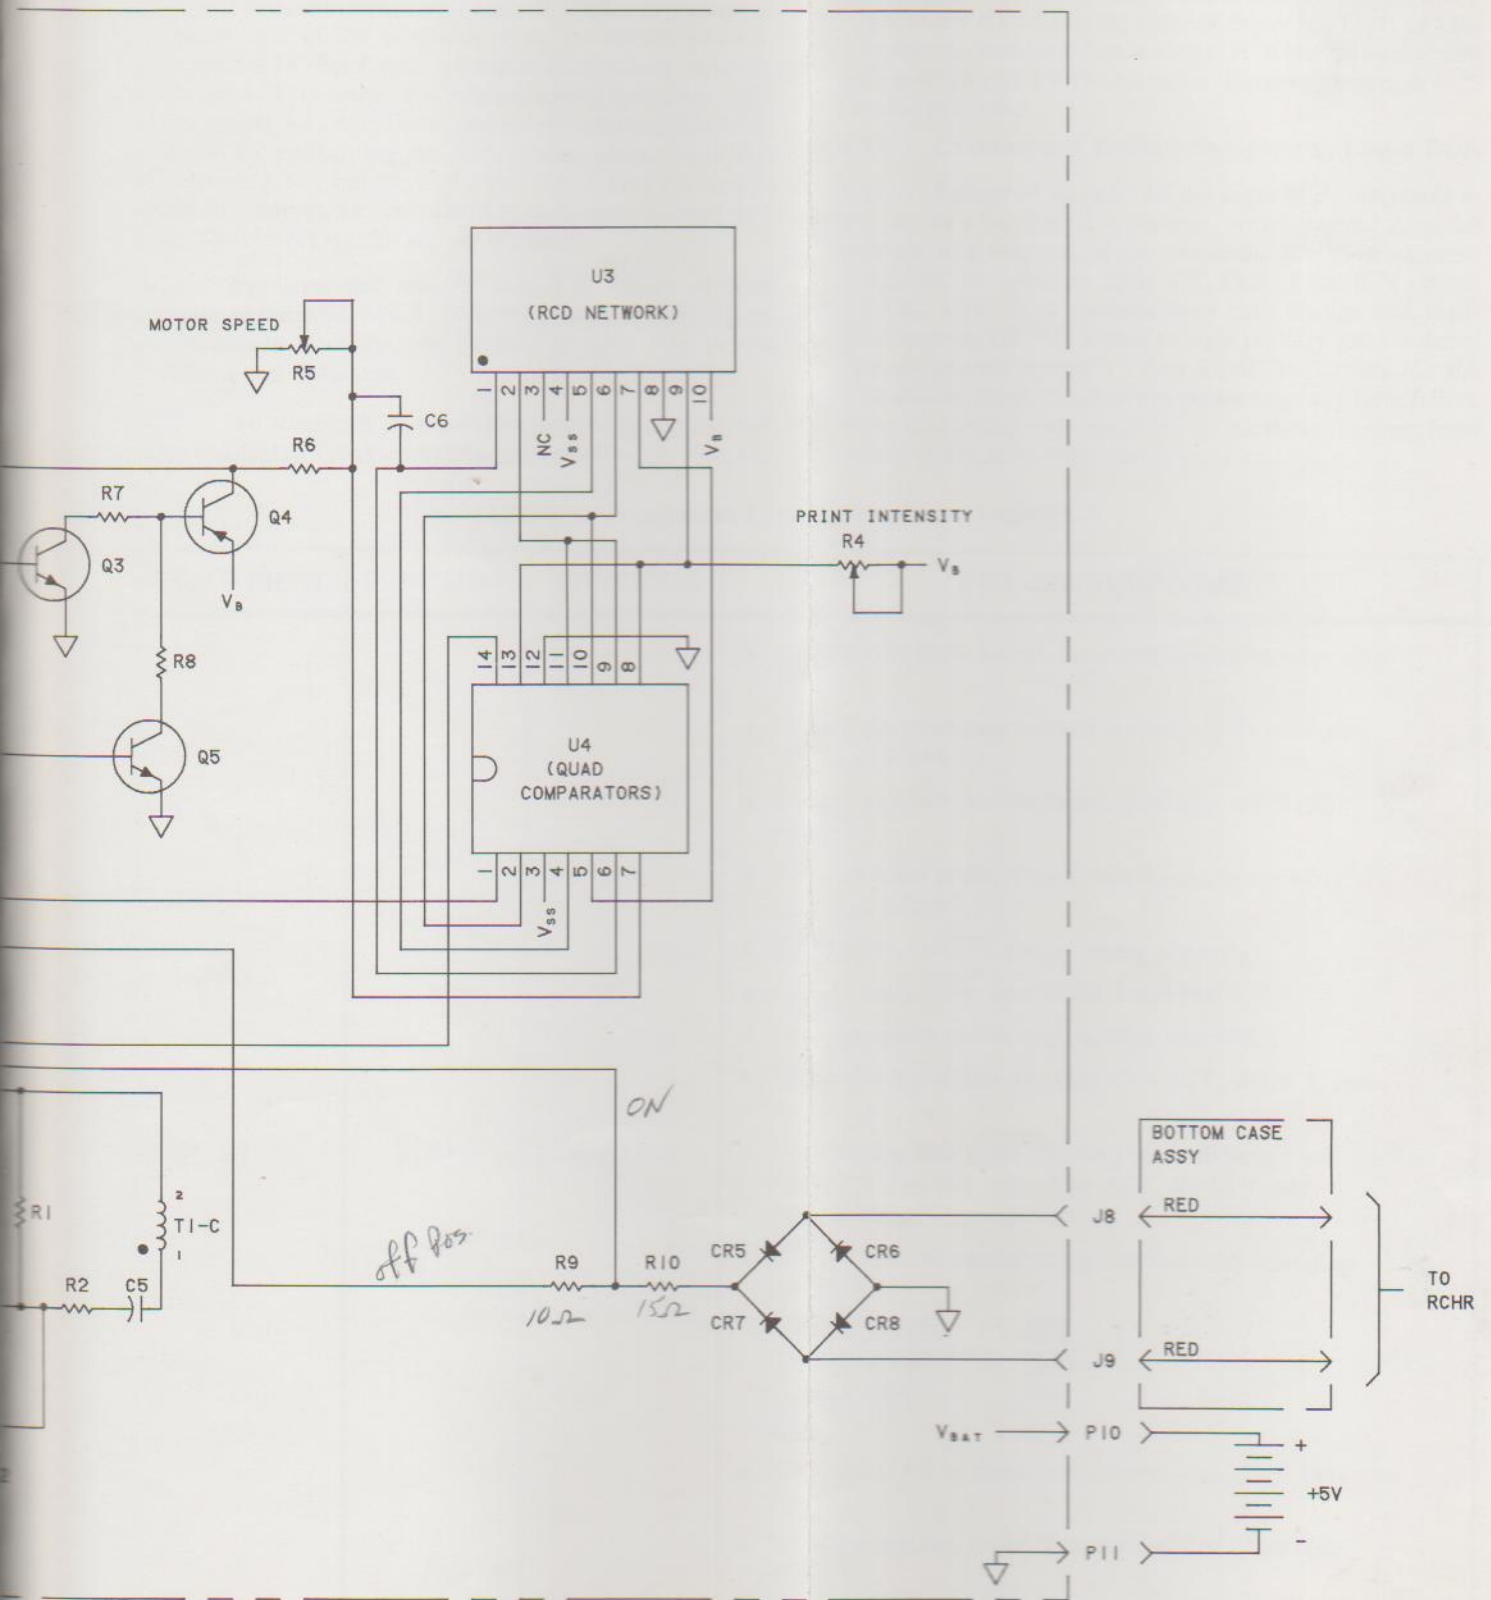 U3
(RCD NETWORK)
MOTOR SPEED
R5
1 2 3 4 5 6 7 8 9 10
C6
NC
Vss
VB
R6
R7
Q4
Q3
VB
PRINT INTENSITY
R4
VB
R8
14 13 12 11 10 9 8
Q5
U4
(QUAD
COMPARATORS)
1 2 3 4 5 6 7
Vss
ON
BOTTOM CASE
ASSY
2
R1
T1-C
1
RED
J8
off Pos.
CR5
CR6
R9
R10
TO
RCHR
R2
C5
10Ω
15Ω
CR7
CR8
RED
J9
VBAT
P10
+
+5V
-
P11